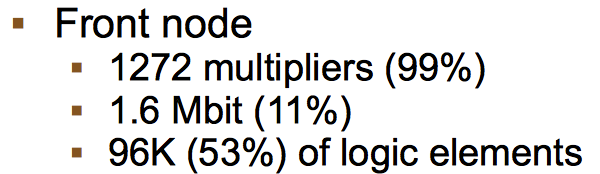 ▪ Front node
▪ 1272 multipliers (99%)
▪ 1.6 Mbit (11%)
▪ 96K (53%) of logic elements